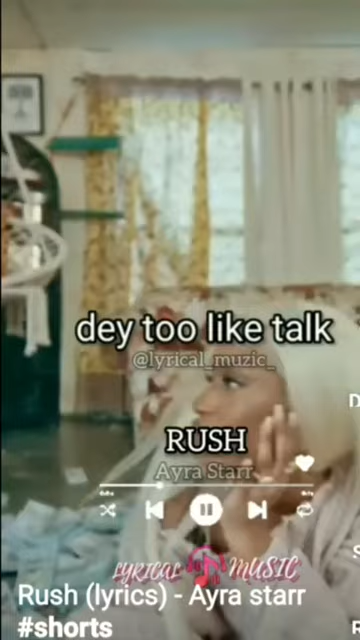 dey too like talk
@lyrical_muzic_
RUSH
Ayra Starr
LYRICAL MUSIC
Rush (lyrics) - Ayra starr
#shorts